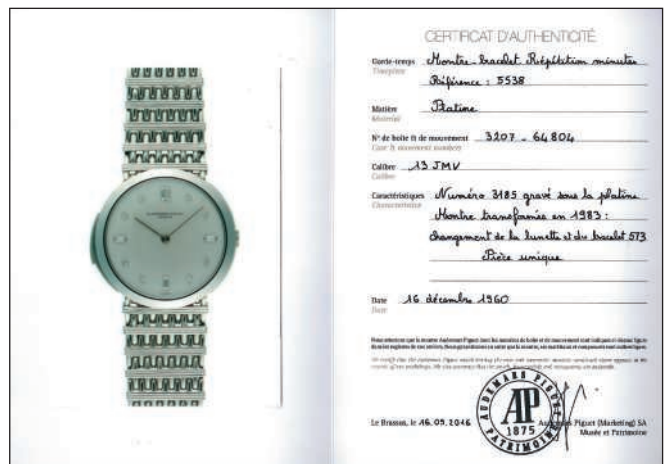 CERTIFICAT D'AUTHENTICITÉ
Garde-temps Montre-bracelet Répétition minutes
Timepiece
Référence : 5538
Matière Platine
Material
N° de boîte & de mouvement 3207 - 64804
Case & movement numbers
Calibre 13 JMV
Calibre
Caractéristiques Numéro 3185 gravé sous la platine
Characteristics
Montre transformée en 1983 :
changement de la lunette et du bracelet 573
Pièce unique
Date 16 décembre 1960
Date
Le Brassus, le 16.09.2016 Audemars Piguet (Marketing) SA
Musée et Patrimoine
AUDEMARS PIGUET
AP
1875
PATRIMOINE